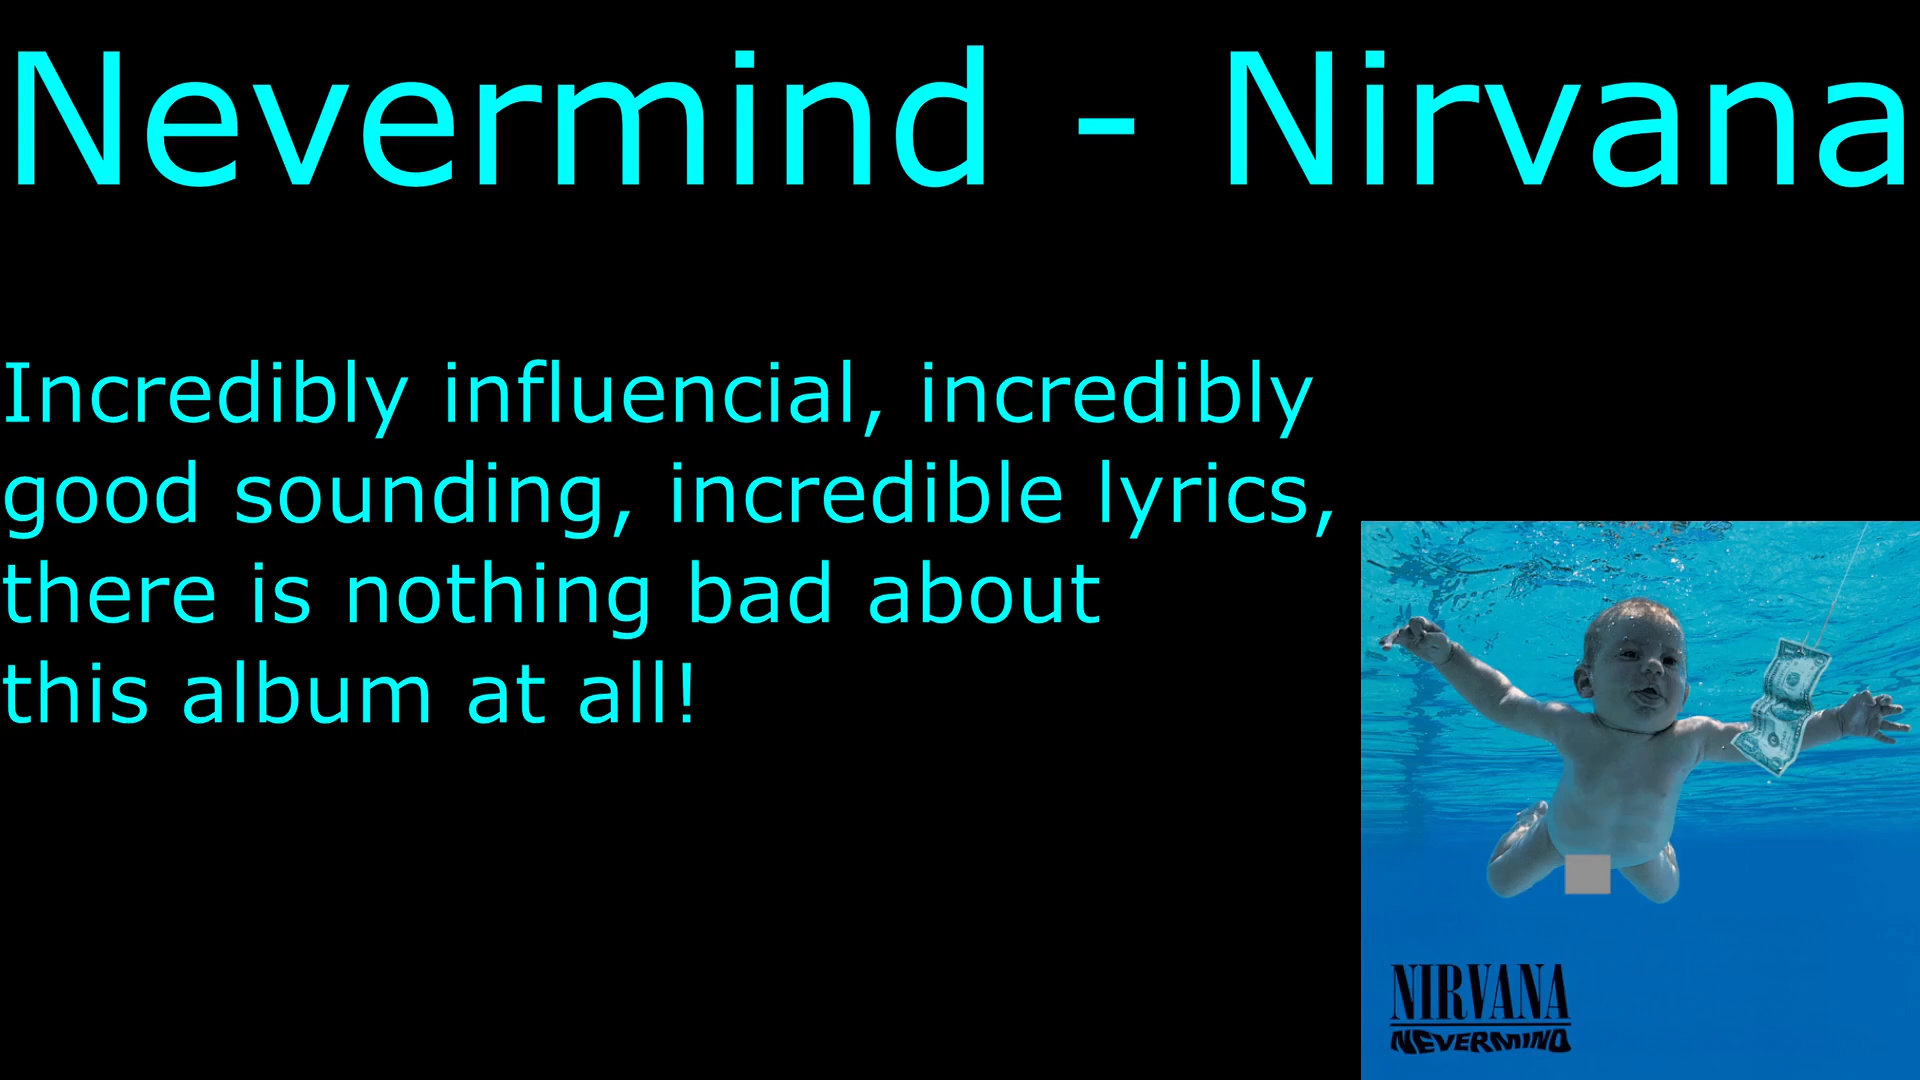 Nevermind - Nirvana
Incredibly influencial, incredibly
good sounding, incredible lyrics,
there is nothing bad about
this album at all!
NIRVANA
NEVERMIND